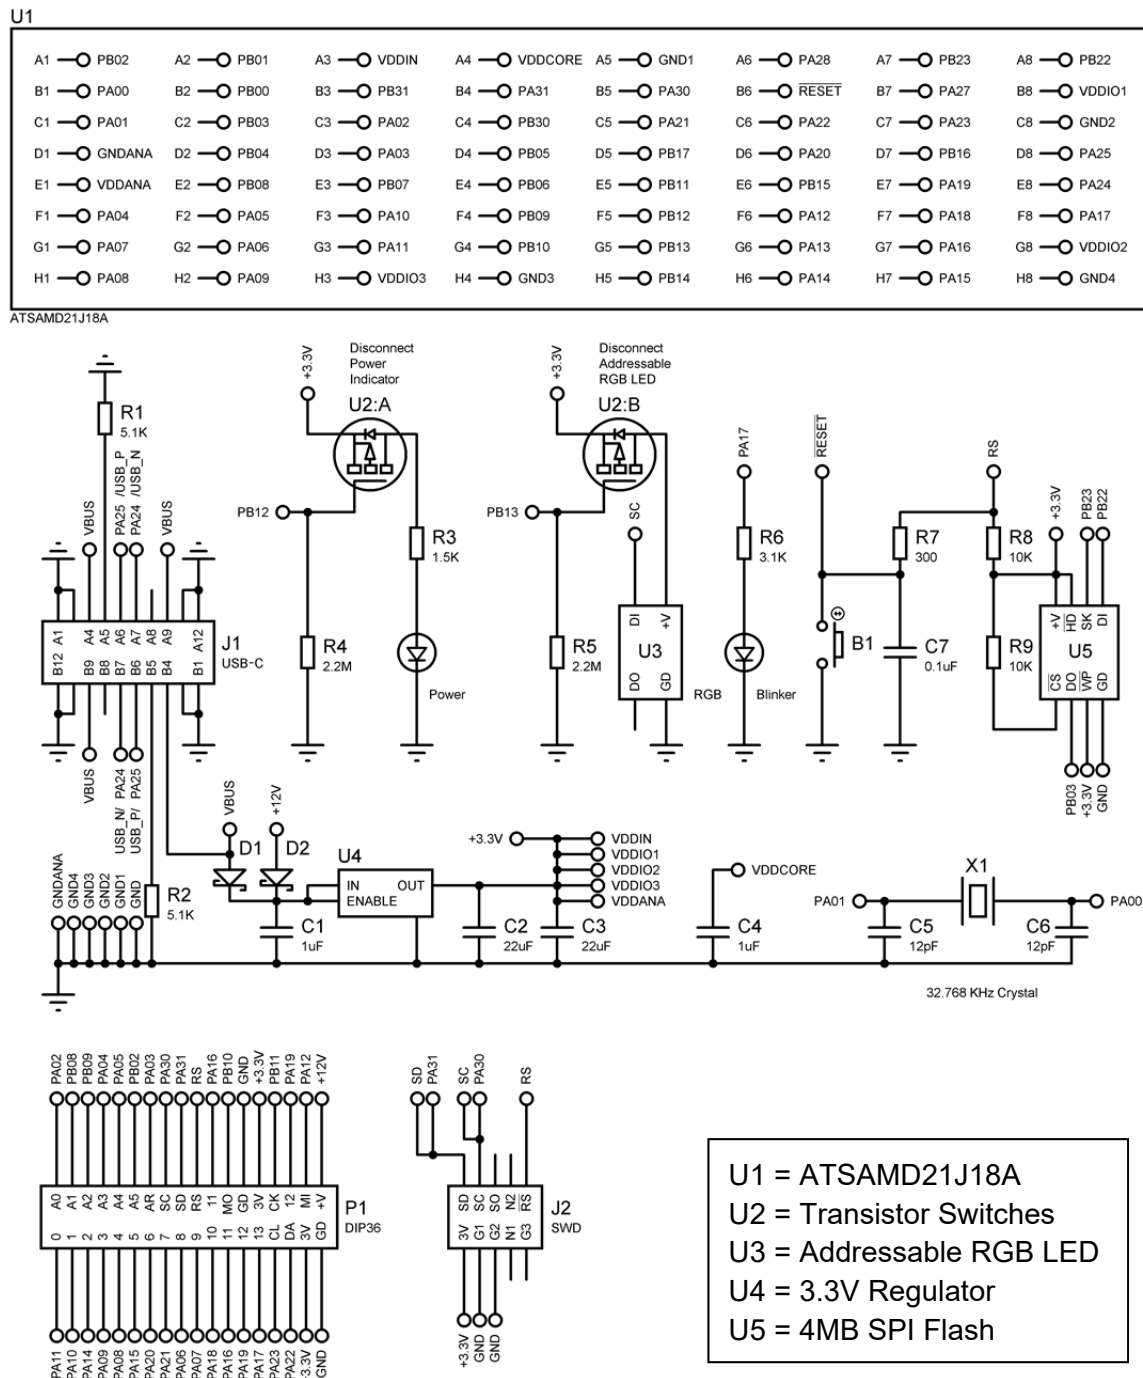 U1
A1 PB02 A2 PB01 A3 VDDIN A4 VDDCORE A5 GND1 A6 PA28 A7 PB23 A8 PB22
B1 PA00 B2 PB00 B3 PB31 B4 PA31 B5 PA30 B6 RESET B7 PA27 B8 VDDIO1
C1 PA01 C2 PB03 C3 PA02 C4 PB30 C5 PA21 C6 PA22 C7 PA23 C8 GND2
D1 GNDANA D2 PB04 D3 PA03 D4 PB05 D5 PB17 D6 PA20 D7 PB16 D8 PA25
E1 VDDANA E2 PB08 E3 PB07 E4 PB06 E5 PB11 E6 PB15 E7 PA19 E8 PA24
F1 PA04 F2 PA05 F3 PA10 F4 PB09 F5 PB12 F6 PA12 F7 PA18 F8 PA17
G1 PA07 G2 PA06 G3 PA11 G4 PB10 G5 PB13 G6 PA13 G7 PA16 G8 VDDIO2
H1 PA08 H2 PA09 H3 VDDIO3 H4 GND3 H5 PB14 H6 PA14 H7 PA15 H8 GND4
ATSAMD21J18A
R1
5.1K
VBUS
PA25 /USB_P
PA24 /USB_N
VBUS
A1 A4 A5 A6 A7 A8 A9 A12
B12 B9 B8 B7 B6 B5 B4 B1
J1
USB-C
VBUS
USB_N/ PA24
USB_P/ PA25
R2
5.1K
GNDANA
GND4
GND3
GND2
GND1
GND
+3.3V
Disconnect
Power
Indicator
U2:A
PB12
R3
1.5K
R4
2.2M
Power
+3.3V
Disconnect
Addressable
RGB LED
U2:B
PB13
SC
R5
2.2M
DI +V
U3
DO GD
RGB
PA17
R6
3.1K
Blinker
RESET
B1
R7
300
C7
0.1uF
RS
R8
10K
R9
10K
+3.3V
PB23
PB22
+V HD SK DI
U5
CS DO WP GD
PB03
+3.3V
GND
VBUS
+12V
D1
D2
U4
IN OUT
ENABLE
C1
1uF
C2
22uF
C3
22uF
+3.3V
VDDIN
VDDIO1
VDDIO2
VDDIO3
VDDANA
VDDCORE
C4
1uF
X1
PA01
PA00
C5
12pF
C6
12pF
32.768 KHz Crystal
PA02 PB08 PB09 PA04 PA05 PB02 PA03 PA30 PA31 RS PA16 PB10 GND +3.3V PB11 PA19 PA12 +12V
A0 A1 A2 A3 A4 A5 AR SC SD RS 11 MO GD 3V CK 12 MI +V
0 1 2 3 4 5 6 7 8 9 10 11 12 13 CL DA 3V GD
P1
DIP36
PA11 PA10 PA14 PA09 PA08 PA15 PA20 PA21 PA06 PA07 PA18 PA16 PA19 PA17 PA23 PA22 +3.3V GND
SD PA31 SC PA30 RS
SD SC SO N2 RS
3V G1 G2 N1 G3
J2
SWD
+3.3V GND GND
U1 = ATSAMD21J18A
U2 = Transistor Switches
U3 = Addressable RGB LED
U4 = 3.3V Regulator
U5 = 4MB SPI Flash